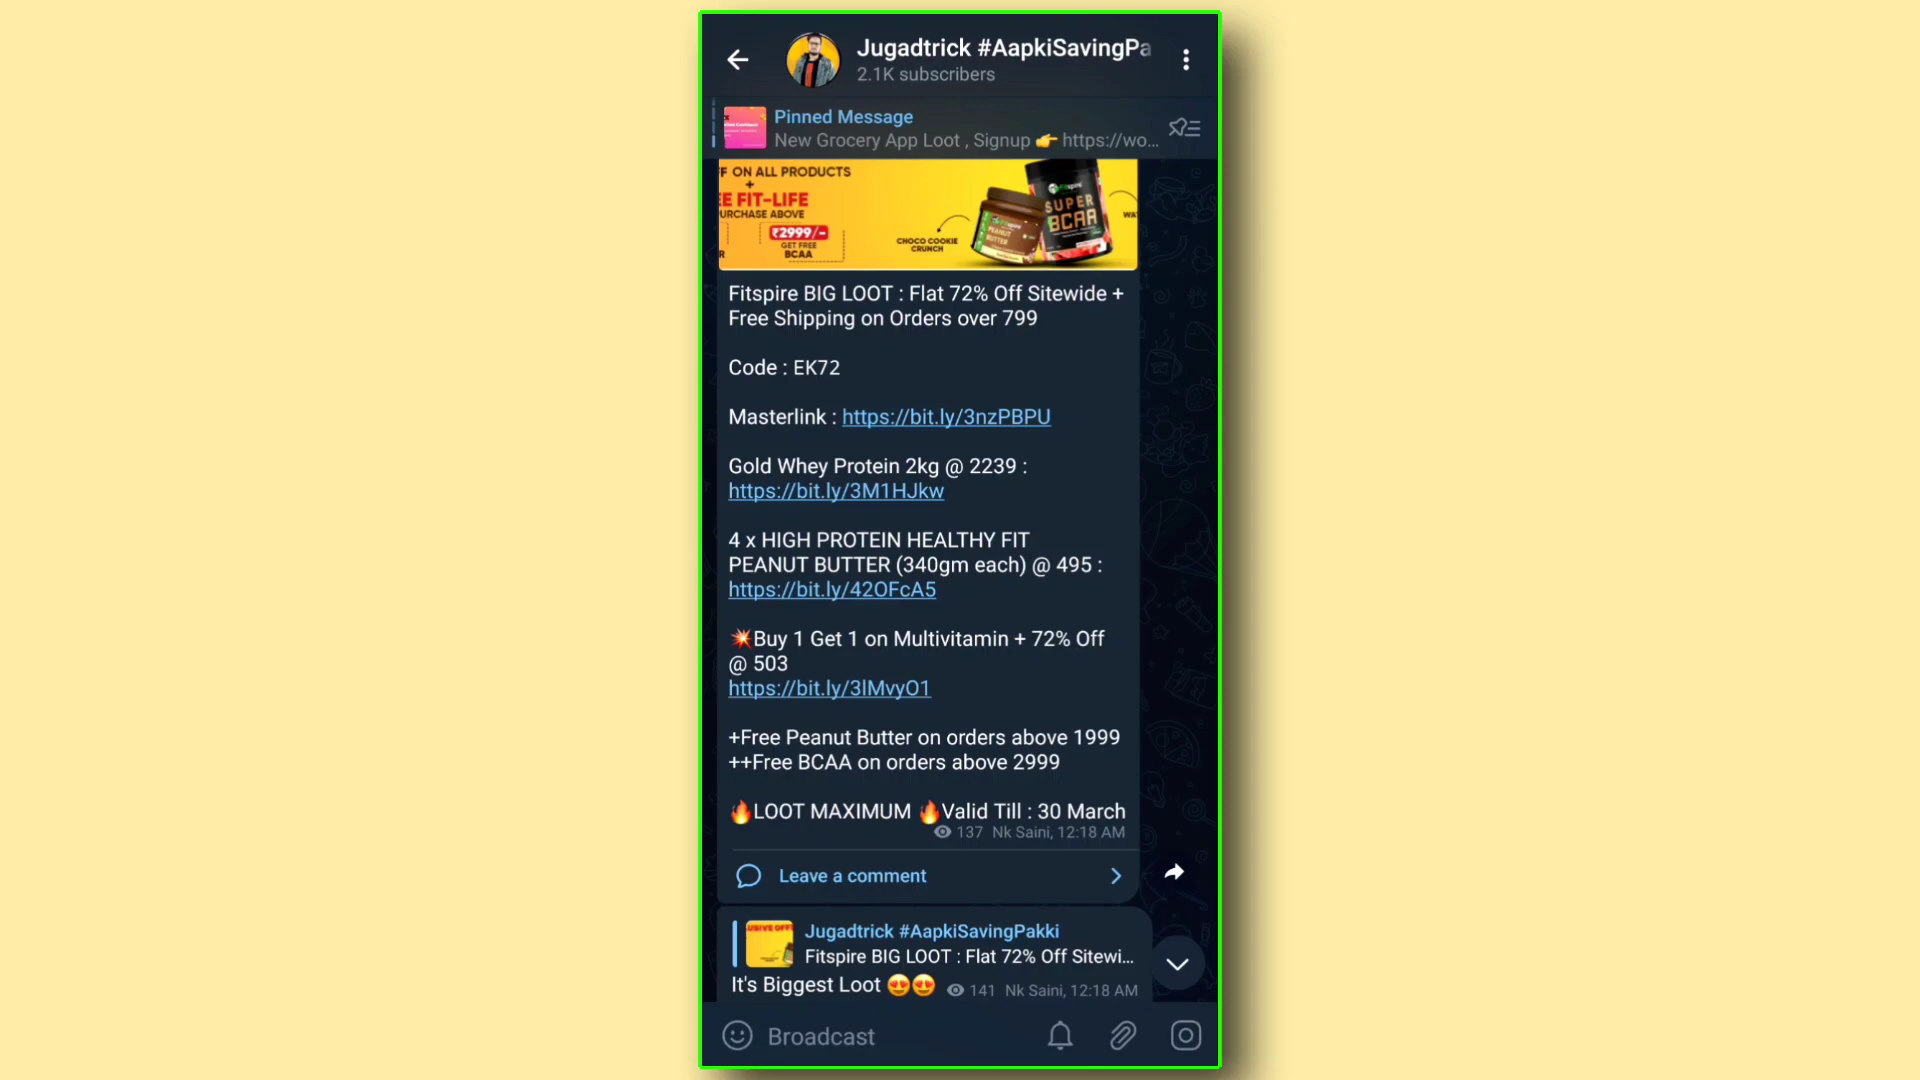 Jugadtrick #AapkiSavingPa
2.1K subscribers
Pinned Message
New Grocery App Loot , Signup 👉 https://wo...
F ON ALL PRODUCTS
+
E FIT-LIFE
URCHASE ABOVE
₹2999/-
GET FREE
BCAA
R
CHOCO COOKIE
CRUNCH
Fitspire
PEANUT
BUTTER
Fitspire
SUPER
BCAA
WA
Fitspire BIG LOOT : Flat 72% Off Sitewide +
Free Shipping on Orders over 799
Code : EK72
Masterlink : https://bit.ly/3nzPBPU
Gold Whey Protein 2kg @ 2239 :
https://bit.ly/3M1HJkw
4 x HIGH PROTEIN HEALTHY FIT
PEANUT BUTTER (340gm each) @ 495 :
https://bit.ly/42OFcA5
💥Buy 1 Get 1 on Multivitamin + 72% Off
@ 503
https://bit.ly/3lMvyO1
+Free Peanut Butter on orders above 1999
++Free BCAA on orders above 2999
🔥LOOT MAXIMUM 🔥Valid Till : 30 March
137 Nk Saini, 12:18 AM
Leave a comment
Jugadtrick #AapkiSavingPakki
Fitspire BIG LOOT : Flat 72% Off Sitewi...
It's Biggest Loot 😍😍 141 Nk Saini, 12:18 AM
Broadcast